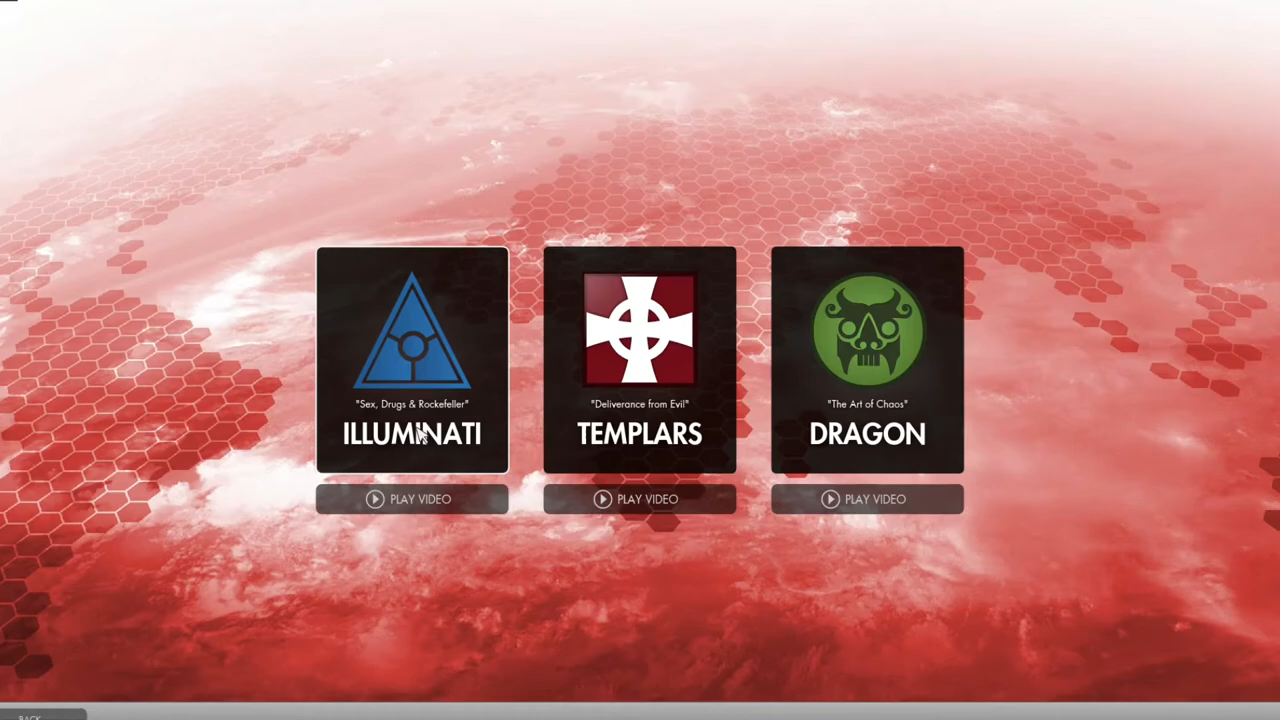 "Sex, Drugs & Rockefeller"
ILLUMINATI
PLAY VIDEO
"Deliverance from Evil"
TEMPLARS
PLAY VIDEO
"The Art of Chaos"
DRAGON
PLAY VIDEO
BACK